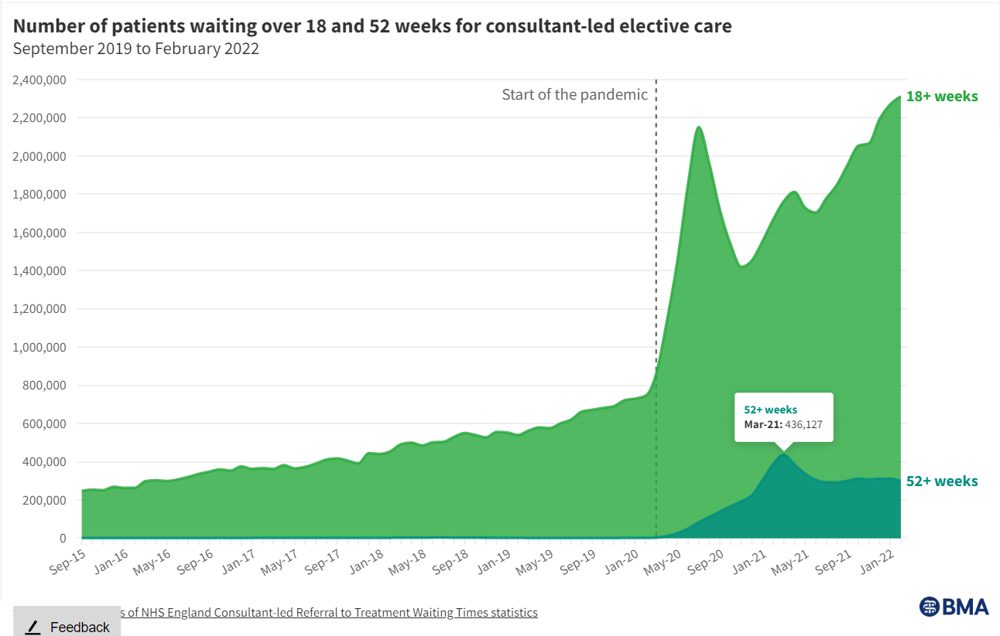 Number of patients waiting over 18 and 52 weeks for consultant-led elective care
September 2019 to February 2022
2,400,000
2,200,000
2,000,000
1,800,000
1,600,000
1,400,000
1,200,000
1,000,000
800,000
600,000
400,000
200,000
0
Start of the pandemic
18+ weeks
52+ weeks
Mar-21: 436,127
52+ weeks
Sep-15
Jan-16
May-16
Sep-16
Jan-17
May-17
Sep-17
Jan-18
May-18
Sep-18
Jan-19
May-19
Sep-19
Jan-20
May-20
Sep-20
Jan-21
May-21
Sep-21
Jan-22
s of NHS England Consultant-led Referral to Treatment Waiting Times statistics
Feedback
BMA